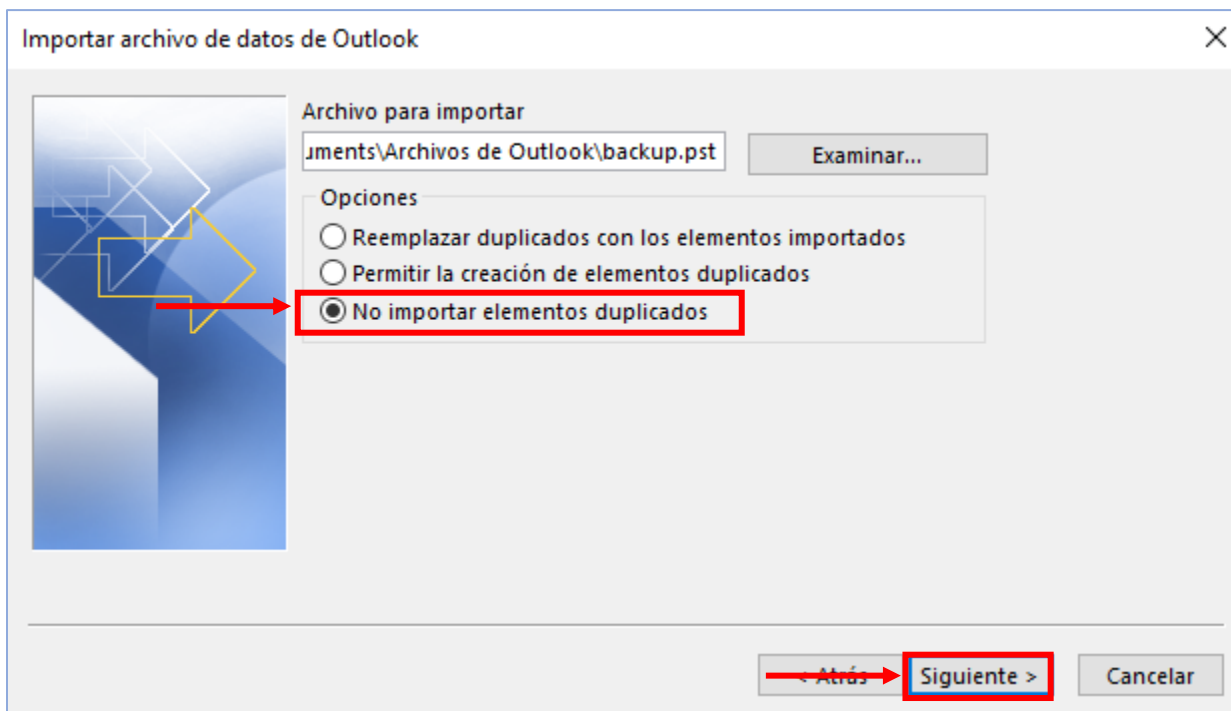 Importar archivo de datos de Outlook
Archivo para importar
uments\Archivos de Outlook\backup.pst
Examinar...
Opciones
Reemplazar duplicados con los elementos importados
Permitir la creación de elementos duplicados
No importar elementos duplicados
< Atrás
Siguiente >
Cancelar